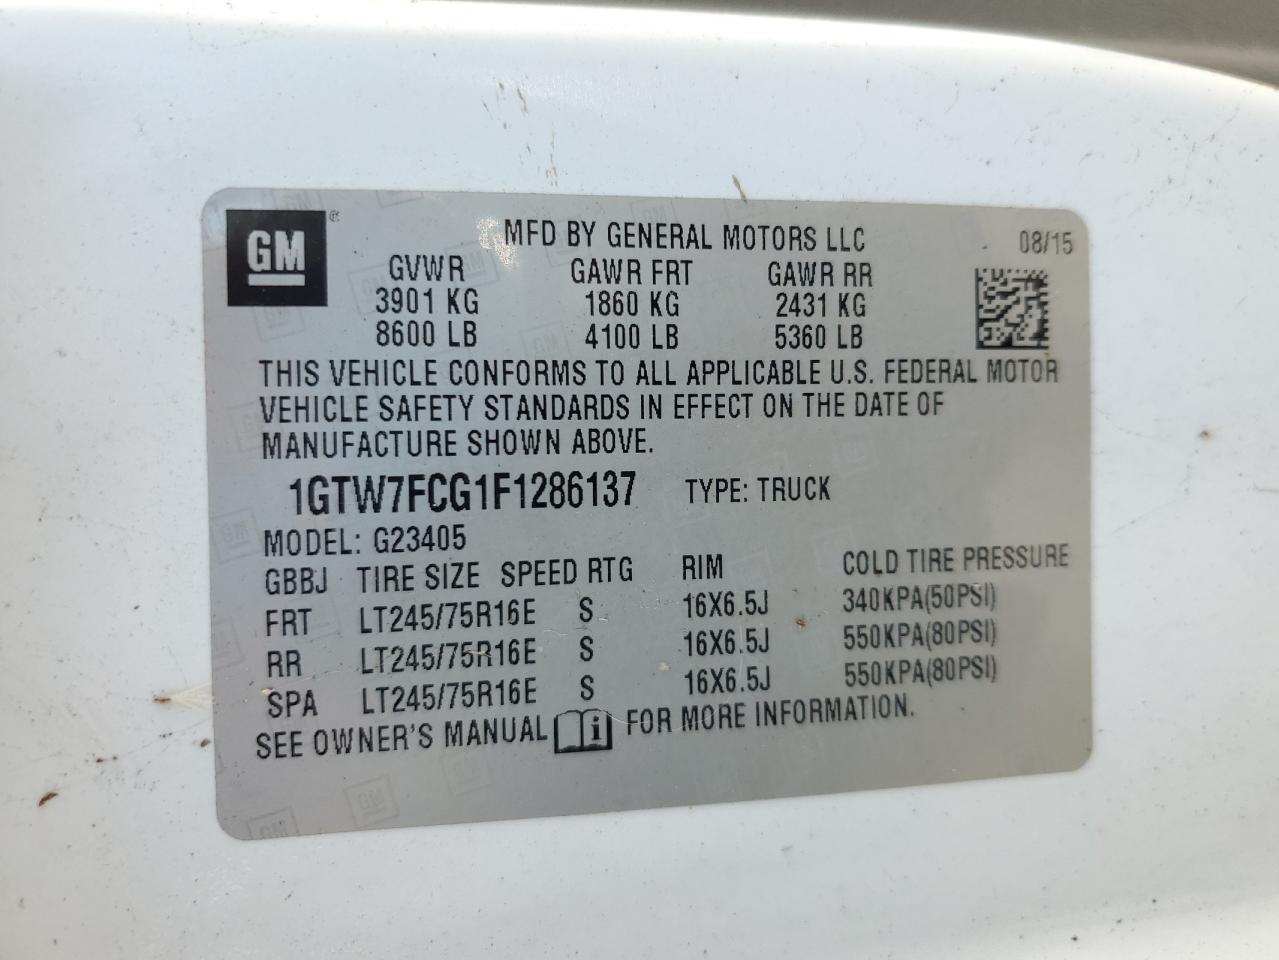 GM ®
MFD BY GENERAL MOTORS LLC 08/15
GVWR GAWR FRT GAWR RR
3901 KG 1860 KG 2431 KG
8600 LB 4100 LB 5360 LB
THIS VEHICLE CONFORMS TO ALL APPLICABLE U.S. FEDERAL MOTOR
VEHICLE SAFETY STANDARDS IN EFFECT ON THE DATE OF
MANUFACTURE SHOWN ABOVE.
1GTW7FCG1F1286137 TYPE: TRUCK
MODEL: G23405
GBBJ TIRE SIZE SPEED RTG RIM COLD TIRE PRESSURE
FRT LT245/75R16E S 16X6.5J 340KPA(50PSI)
RR LT245/75R16E S 16X6.5J 550KPA(80PSI)
SPA LT245/75R16E S 16X6.5J 550KPA(80PSI)
SEE OWNER'S MANUAL i FOR MORE INFORMATION.